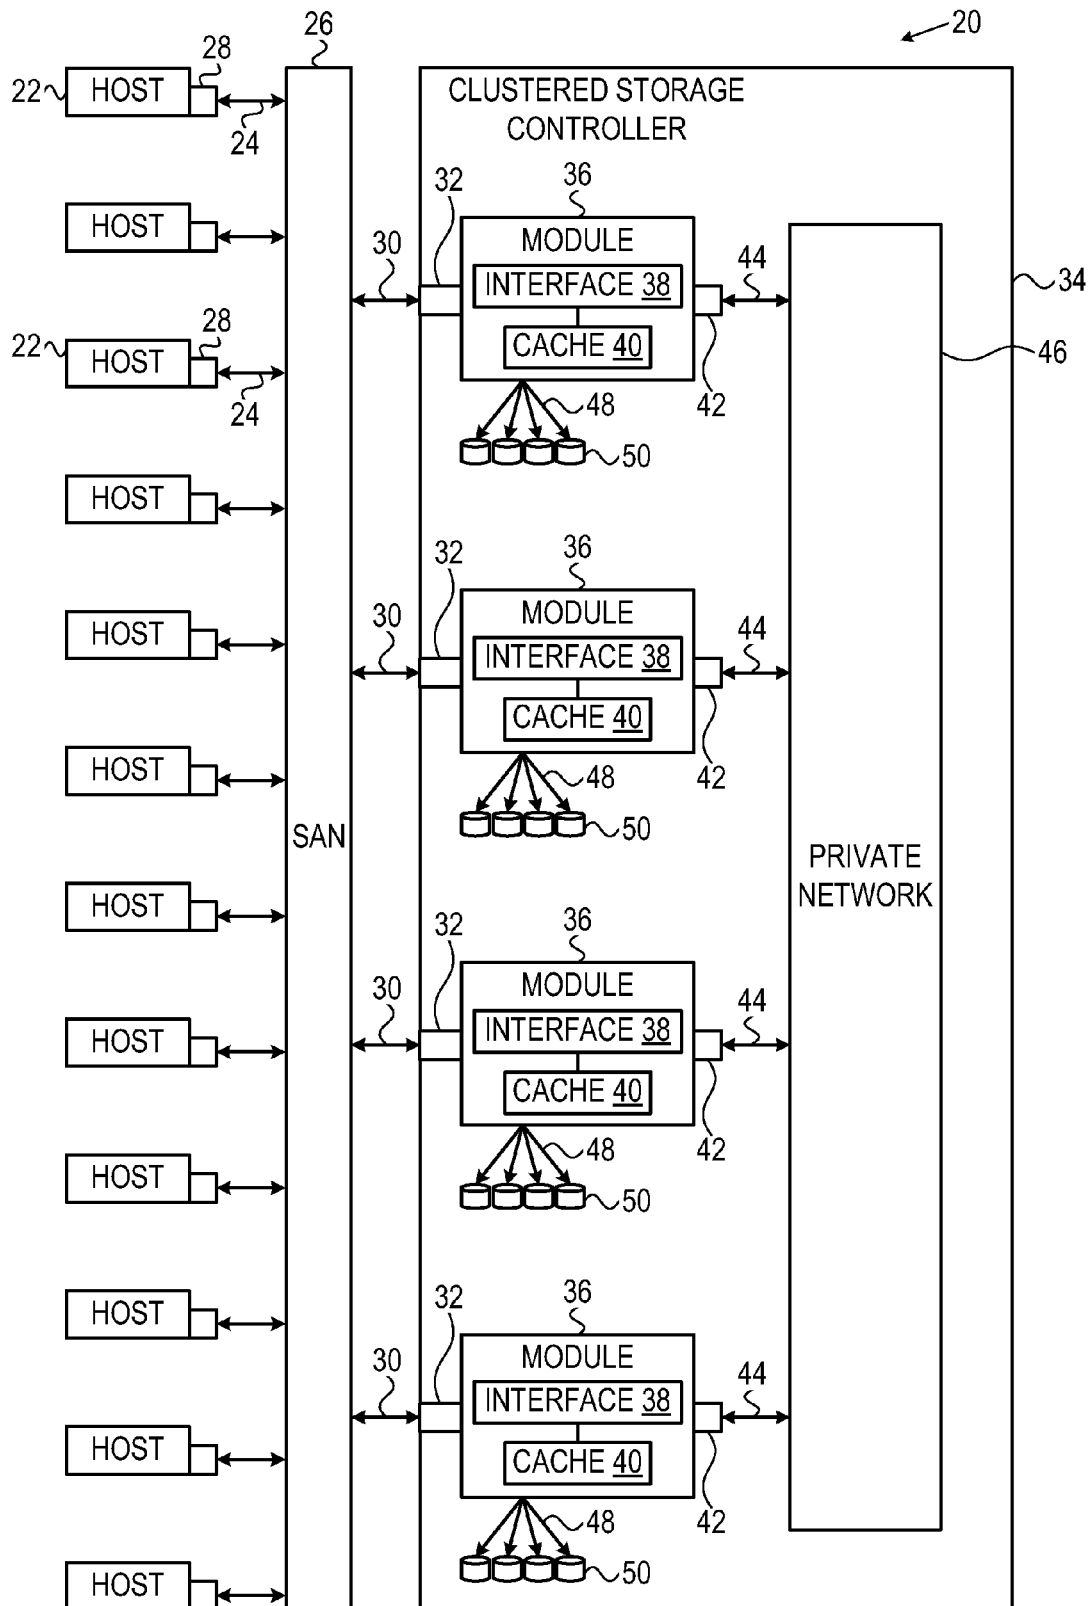 20
26
28
22 HOST
24
CLUSTERED STORAGE
CONTROLLER
HOST
32
36
MODULE
30
INTERFACE 38
44
34
28
22 HOST
24
CACHE 40
42
46
48
50
HOST
32
36
MODULE
HOST
30
INTERFACE 38
44
CACHE 40
42
HOST
48
50
SAN
PRIVATE
NETWORK
HOST
32
36
MODULE
30
INTERFACE 38
44
HOST
CACHE 40
42
48
HOST
50
32
36
HOST
MODULE
30
INTERFACE 38
44
CACHE 40
HOST
42
48
50
HOST